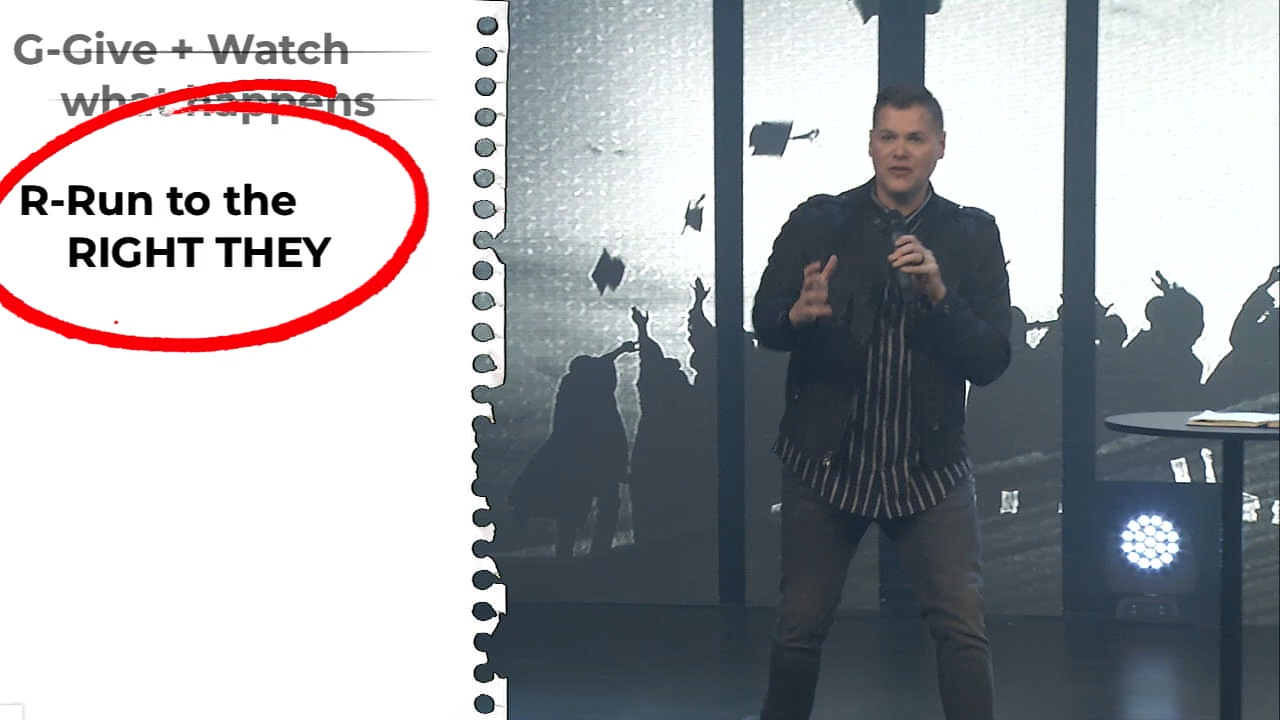 G-Give + Watch
what happens
R-Run to the
RIGHT THEY